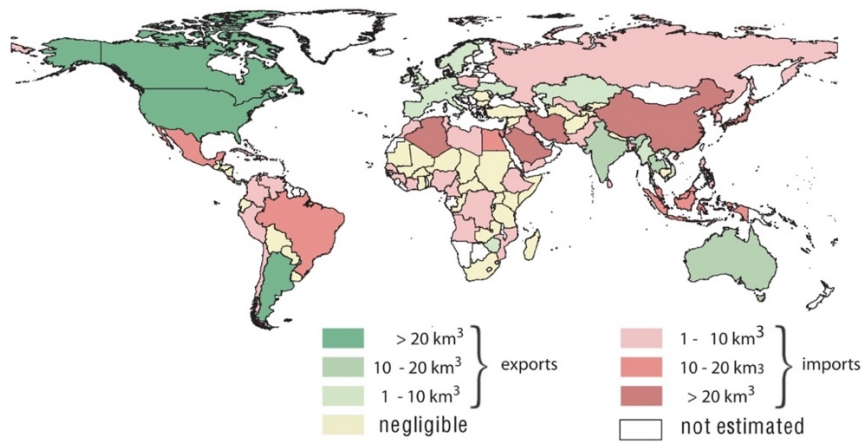 > 20 km³
10 - 20 km³
1 - 10 km³
exports
negligible
1 - 10 km³
10 - 20 km3
> 20 km³
imports
not estimated